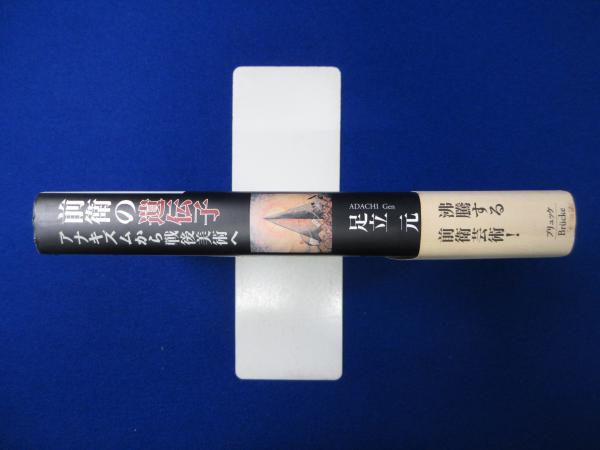 前衛の遺伝子
アナキズムから戦後美術へ
ADACHI Gen
足立 元
沸騰する
前衛芸術!
ブリュッケ
Brücke